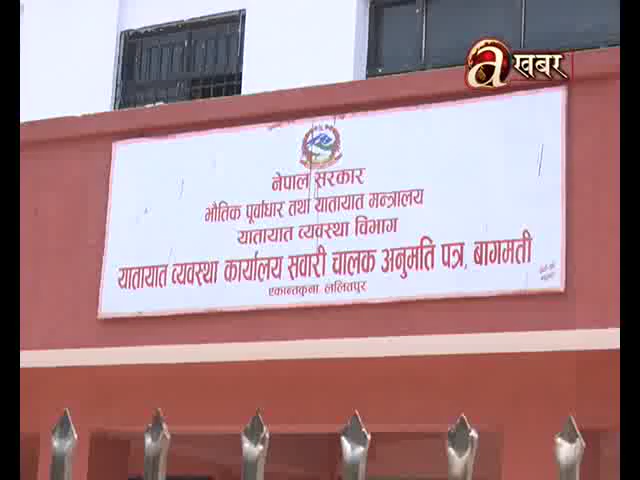 a खबर
नेपाल सरकार
भौतिक पूर्वाधार तथा यातायात मन्त्रालय
यातायात व्यवस्था विभाग
यातायात व्यवस्था कार्यालय सवारी चालक अनुमति पत्र, बागमती
एकान्तकुना ललितपुर